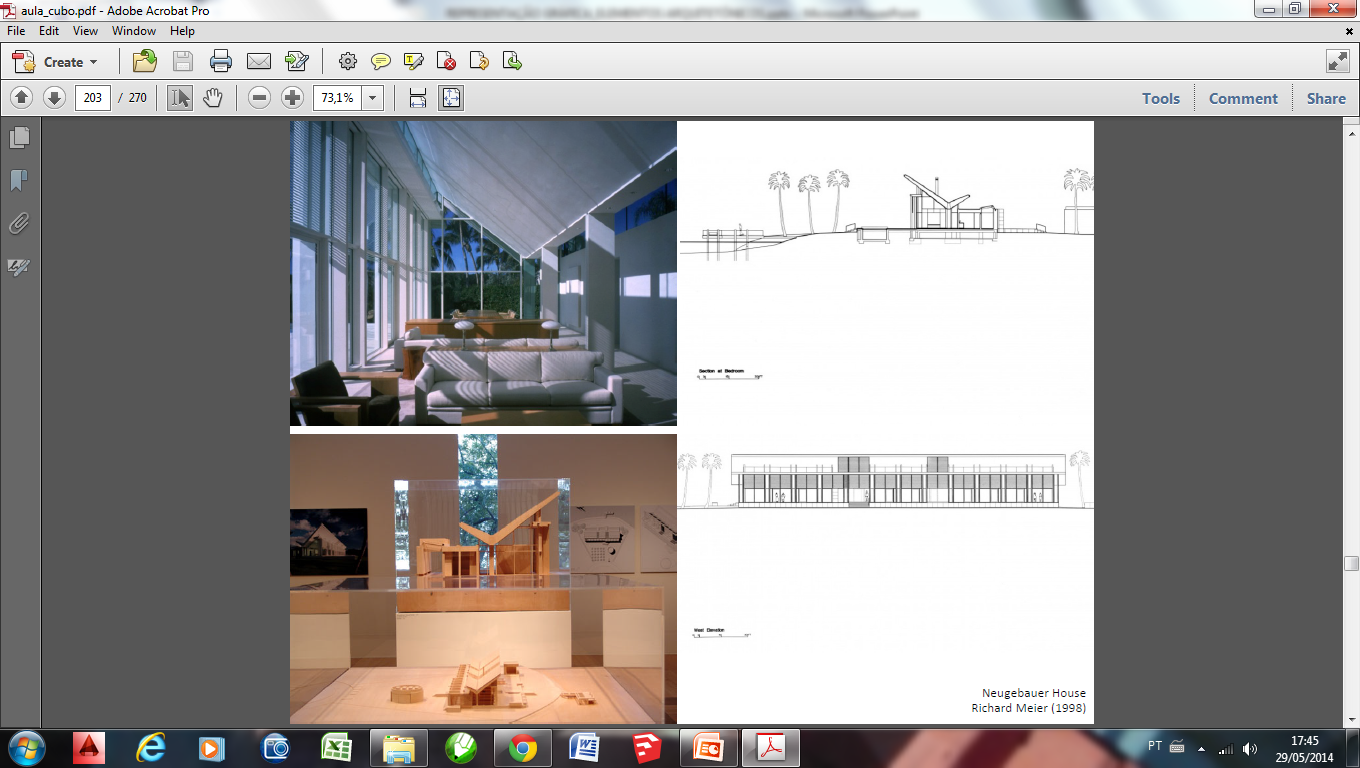 aula_cubo.pdf - Adobe Acrobat Pro
File Edit View Window Help
Create
203 / 270
73,1%
Tools Comment Share
Section at Bedroom
West Elevation
Neugebauer House
Richard Meier (1998)
PT
17:45
29/05/2014